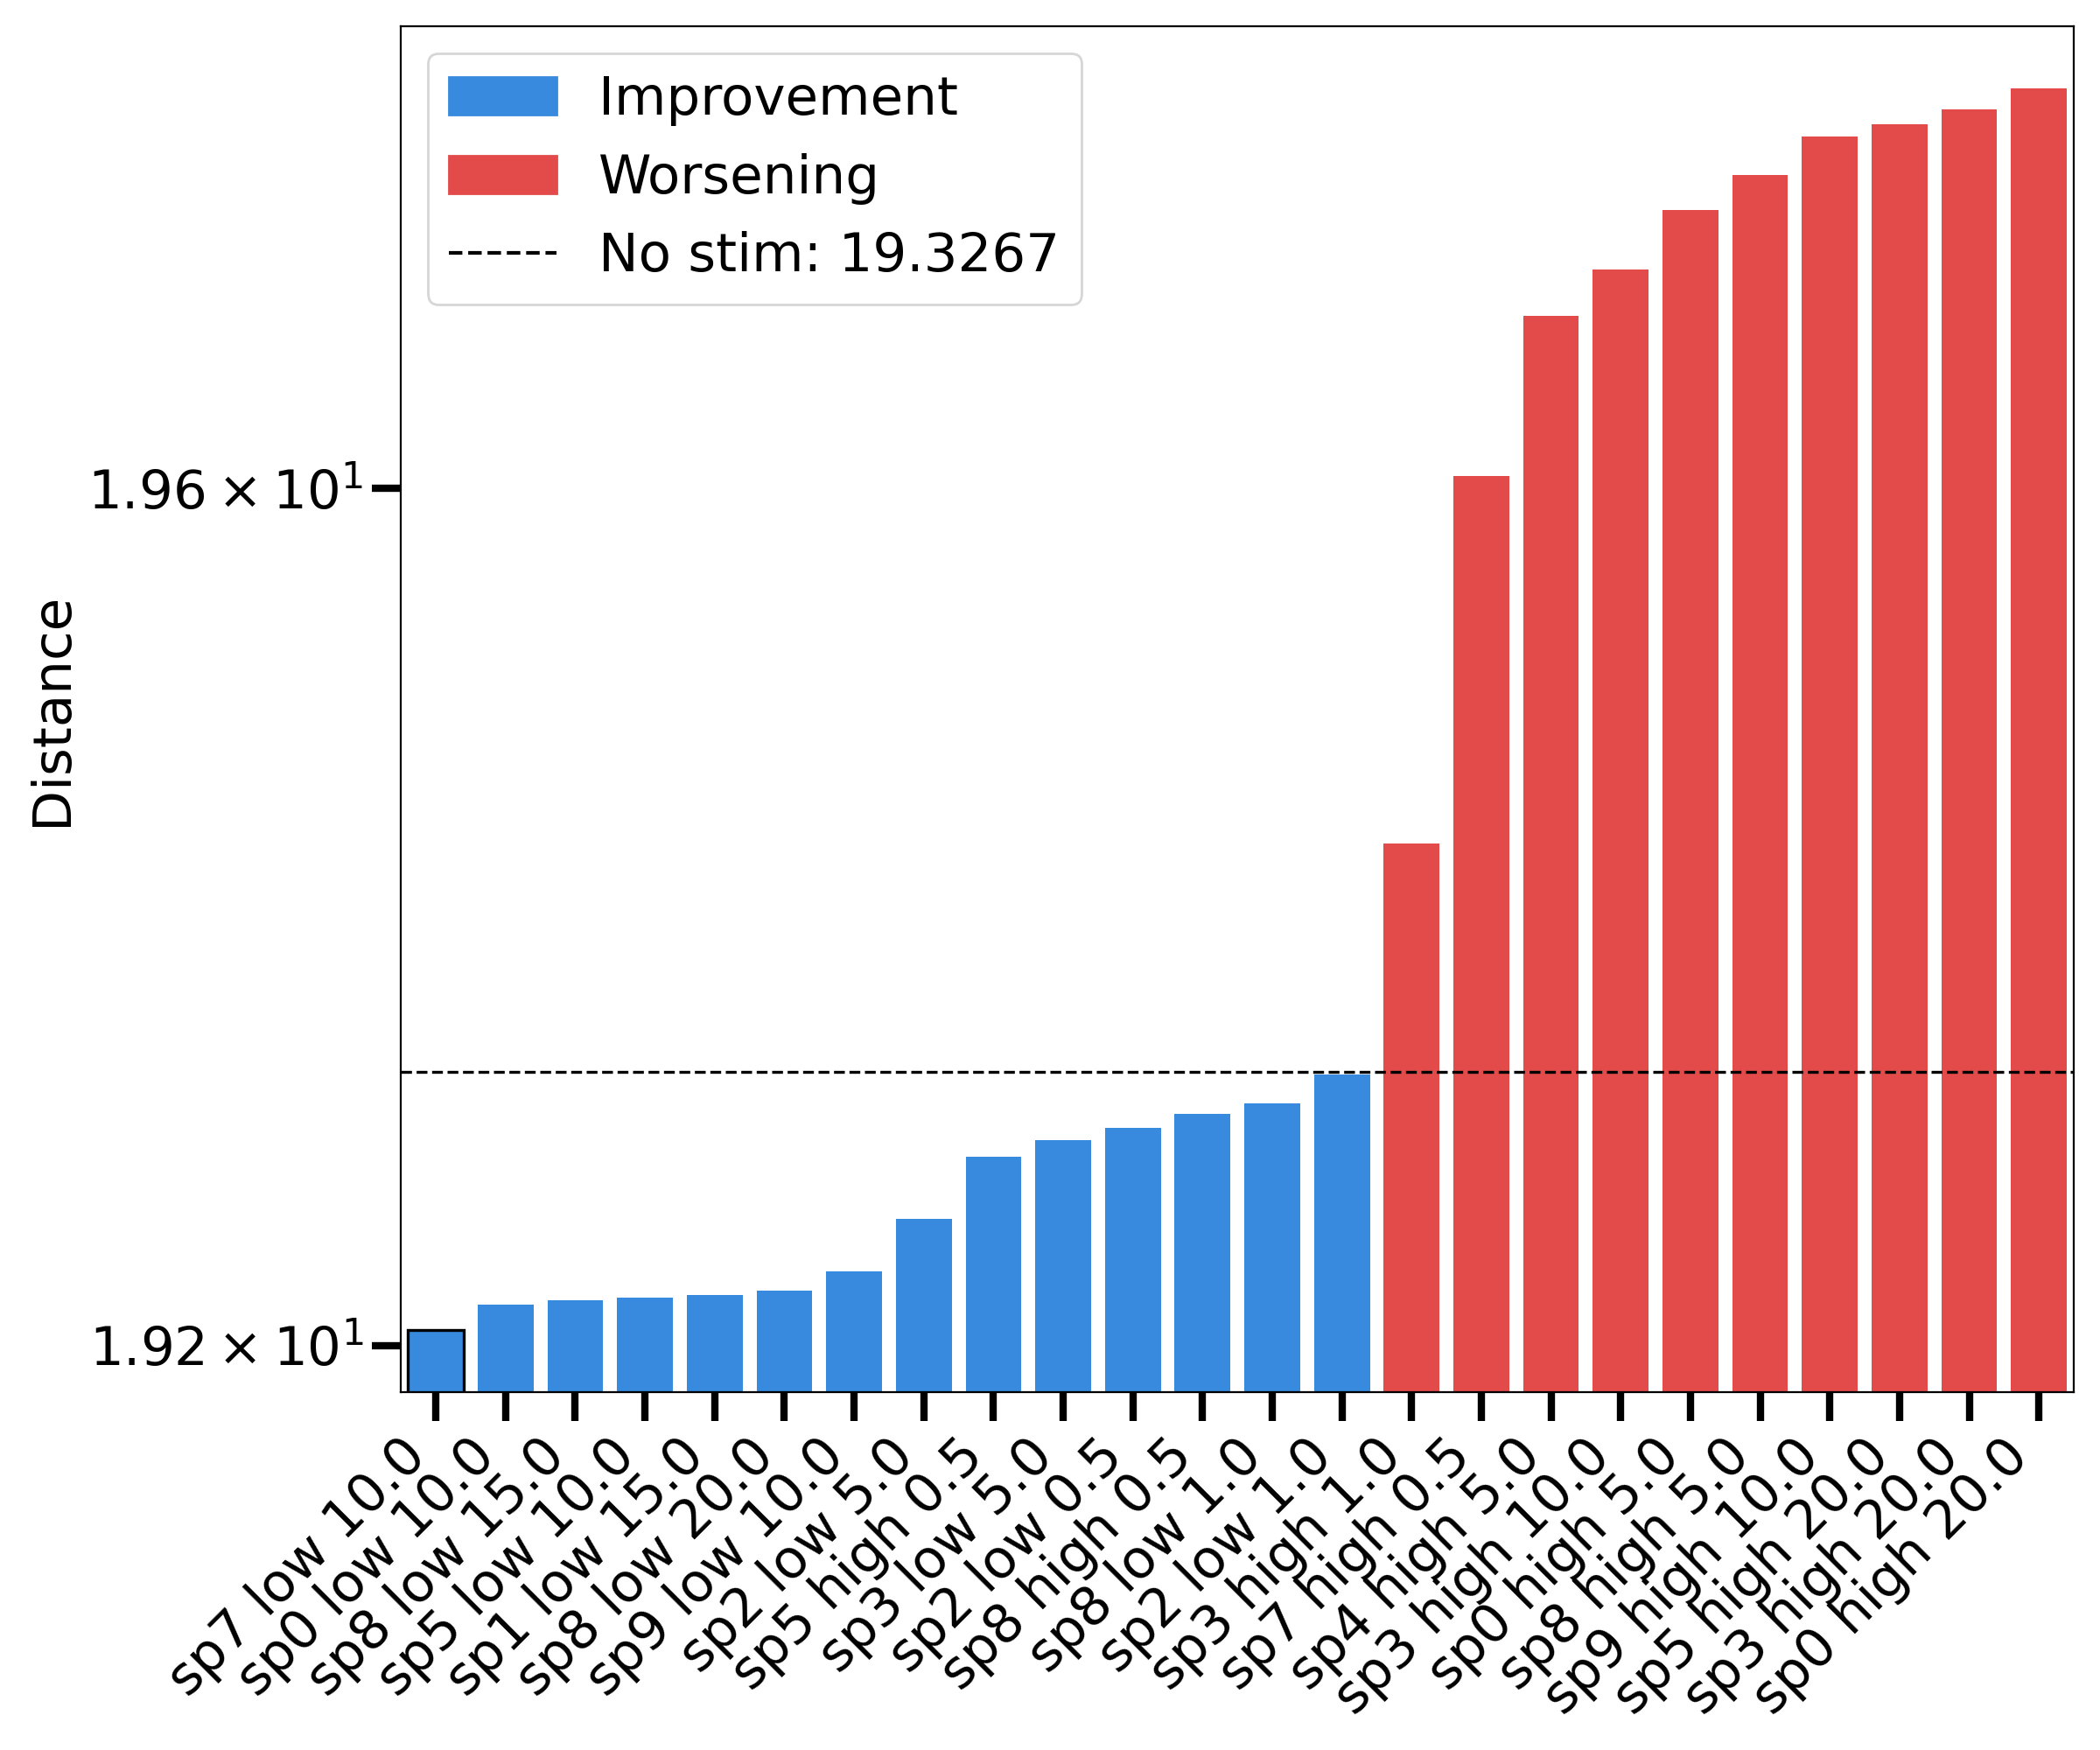 Improvement
Worsening
No stim: 19.3267
Distance
1.96 × 10¹
1.92 × 10¹
sp7 low 10.0
sp0 low 10.0
sp8 low 15.0
sp5 low 10.0
sp1 low 15.0
sp8 low 20.0
sp9 low 10.0
sp2 low 5.0
sp5 high 0.5
sp3 low 5.0
sp2 low 0.5
sp8 high 0.5
sp8 low 1.0
sp2 low 1.0
sp3 high 1.0
sp7 high 0.5
sp4 high 5.0
sp3 high 10.0
sp0 high 5.0
sp8 high 5.0
sp9 high 10.0
sp5 high 20.0
sp3 high 20.0
sp0 high 20.0